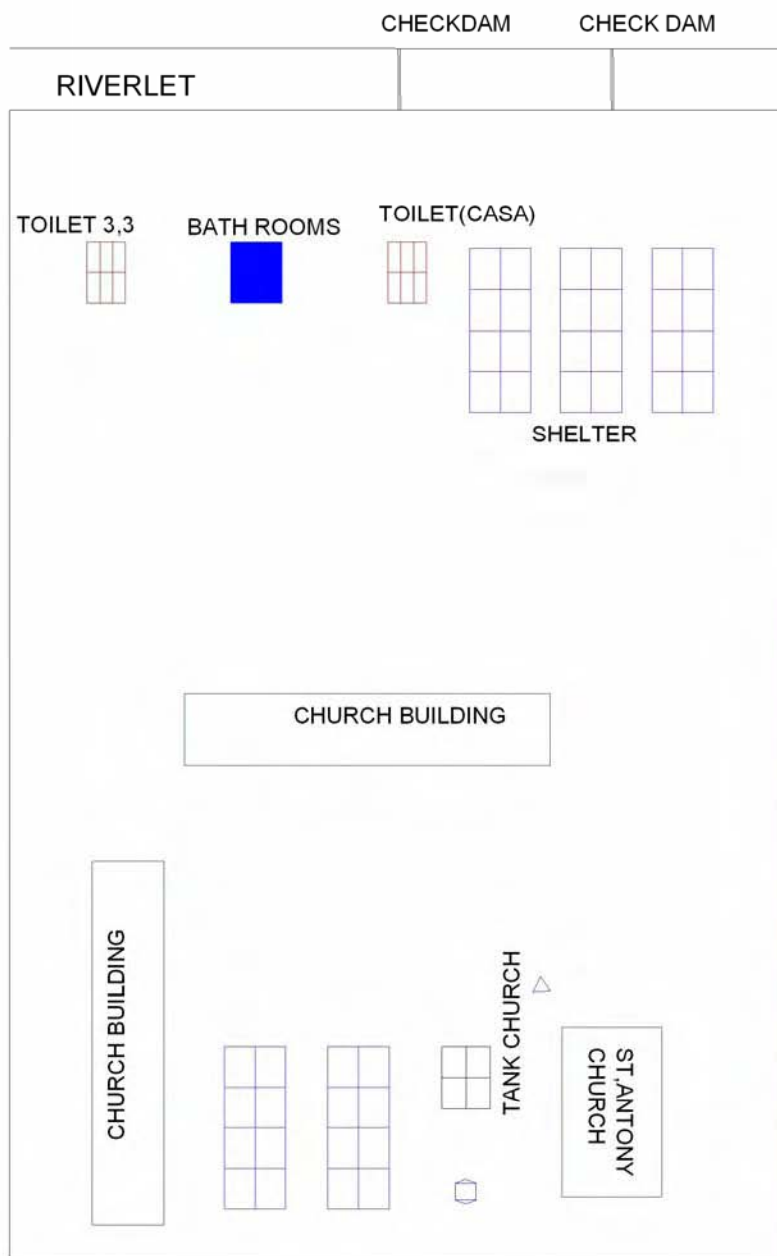 CHECKDAM
CHECK DAM
RIVERLET
TOILET 3,3
BATH ROOMS
TOILET(CASA)
SHELTER
CHURCH BUILDING
CHURCH BUILDING
TANK CHURCH
ST,ANTONY
CHURCH